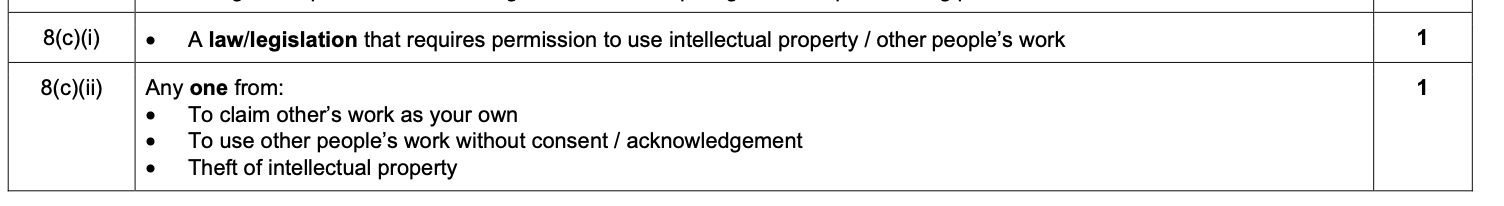 8(c)(i) • A law/legislation that requires permission to use intellectual property / other people’s work 1
8(c)(ii) Any one from: 1
• To claim other’s work as your own
• To use other people’s work without consent / acknowledgement
• Theft of intellectual property